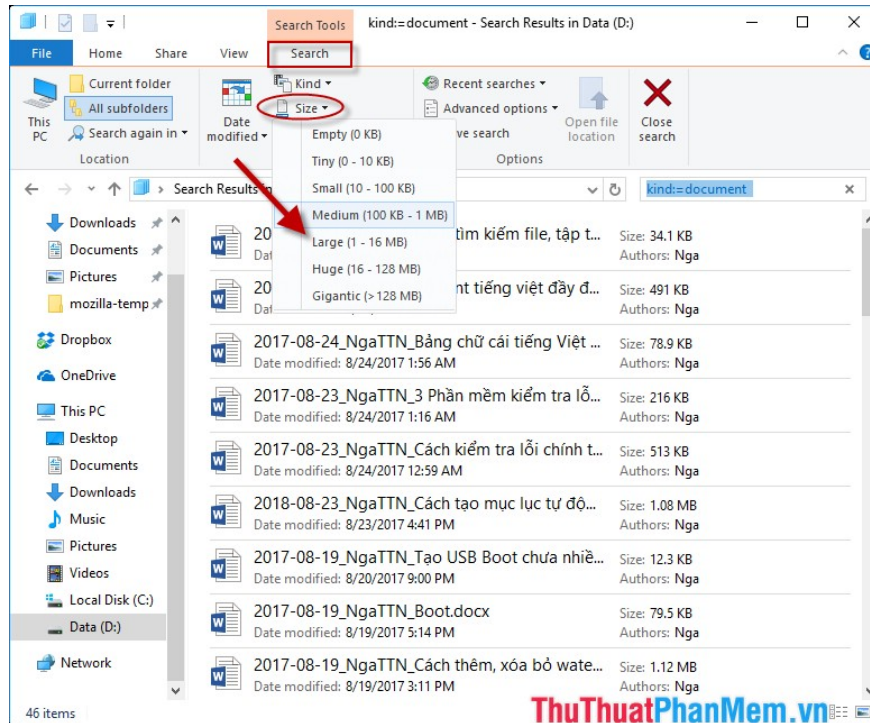 Search Tools
kind:=document - Search Results in Data (D:)
File Home Share View Search
Current folder
All subfolders
Search again in
This PC
Location
Date modified
Kind
Size
Recent searches
Advanced options
ve search
Open file location
Options
Close search
Empty (0 KB)
Tiny (0 - 10 KB)
Small (10 - 100 KB)
Medium (100 KB - 1 MB)
Large (1 - 16 MB)
Huge (16 - 128 MB)
Gigantic (>128 MB)
Search Results in
kind:=document
Downloads
Documents
Pictures
mozilla-temp
Dropbox
OneDrive
This PC
Desktop
Documents
Downloads
Music
Pictures
Videos
Local Disk (C:)
Data (D:)
Network
20 tìm kiếm file, tập t... Size: 34.1 KB
Dat Authors: Nga
20 nt tiếng việt đầy đ... Size: 491 KB
Dat Authors: Nga
2017-08-24_NgaTTN_Bảng chữ cái tiếng Việt ... Size: 78.9 KB
Date modified: 8/24/2017 1:56 AM Authors: Nga
2017-08-23_NgaTTN_3 Phần mềm kiểm tra lỗ... Size: 216 KB
Date modified: 8/24/2017 1:16 AM Authors: Nga
2017-08-23_NgaTTN_Cách kiểm tra lỗi chính t... Size: 513 KB
Date modified: 8/24/2017 12:59 AM Authors: Nga
2018-08-23_NgaTTN_Cách tạo mục lục tự độ... Size: 1.08 MB
Date modified: 8/23/2017 4:41 PM Authors: Nga
2017-08-19_NgaTTN_Tạo USB Boot chưa nhiề... Size: 12.3 KB
Date modified: 8/20/2017 9:00 PM Authors: Nga
2017-08-19_NgaTTN_Boot.docx Size: 79.5 KB
Date modified: 8/19/2017 5:14 PM Authors: Nga
2017-08-19_NgaTTN_Cách thêm, xóa bỏ wate... Size: 1.12 MB
Date modified: 8/19/2017 3:11 PM Authors: Nga
46 items
ThuThuatPhanMem.vn